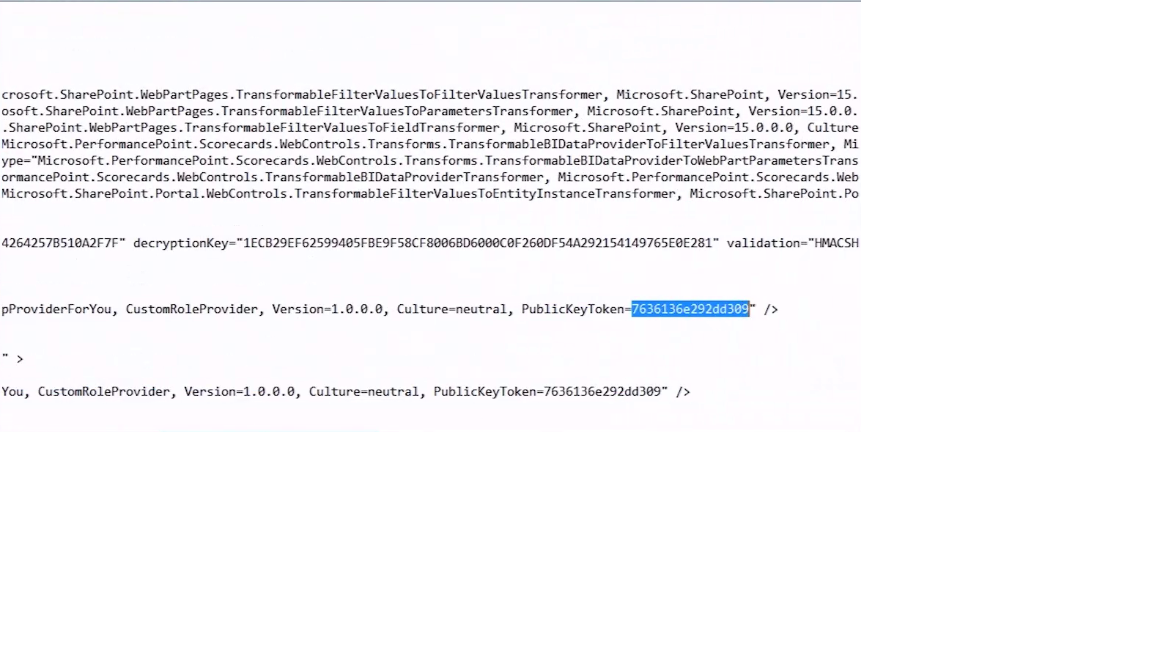 crosoft.SharePoint.WebPartPages.TransformableFilterValuesToFilterValuesTransformer, Microsoft.SharePoint, Version=15.
osoft.SharePoint.WebPartPages.TransformableFilterValuesToParametersTransformer, Microsoft.SharePoint, Version=15.0.0.
.SharePoint.WebPartPages.TransformableFilterValuesToFieldTransformer, Microsoft.SharePoint, Version=15.0.0.0, Culture
Microsoft.PerformancePoint.Scorecards.WebControls.Transforms.TransformableBIDataProviderToFilterValuesTransformer, Mi
ype="Microsoft.PerformancePoint.Scorecards.WebControls.Transforms.TransformableBIDataProviderToWebPartParametersTrans
ormancePoint.Scorecards.WebControls.TransformableBIDataProviderTransformer, Microsoft.PerformancePoint.Scorecards.Web
Microsoft.SharePoint.Portal.WebControls.TransformableFilterValuesToEntityInstanceTransformer, Microsoft.SharePoint.Po
4264257B510A2F7F" decryptionKey="1ECB29EF62599405FBE9F58CF8006BD6000C0F260DF54A292154149765E0E281" validation="HMACSH
pProviderForYou, CustomRoleProvider, Version=1.0.0.0, Culture=neutral, PublicKeyToken=7636136e292dd309" />
" >
You, CustomRoleProvider, Version=1.0.0.0, Culture=neutral, PublicKeyToken=7636136e292dd309" />